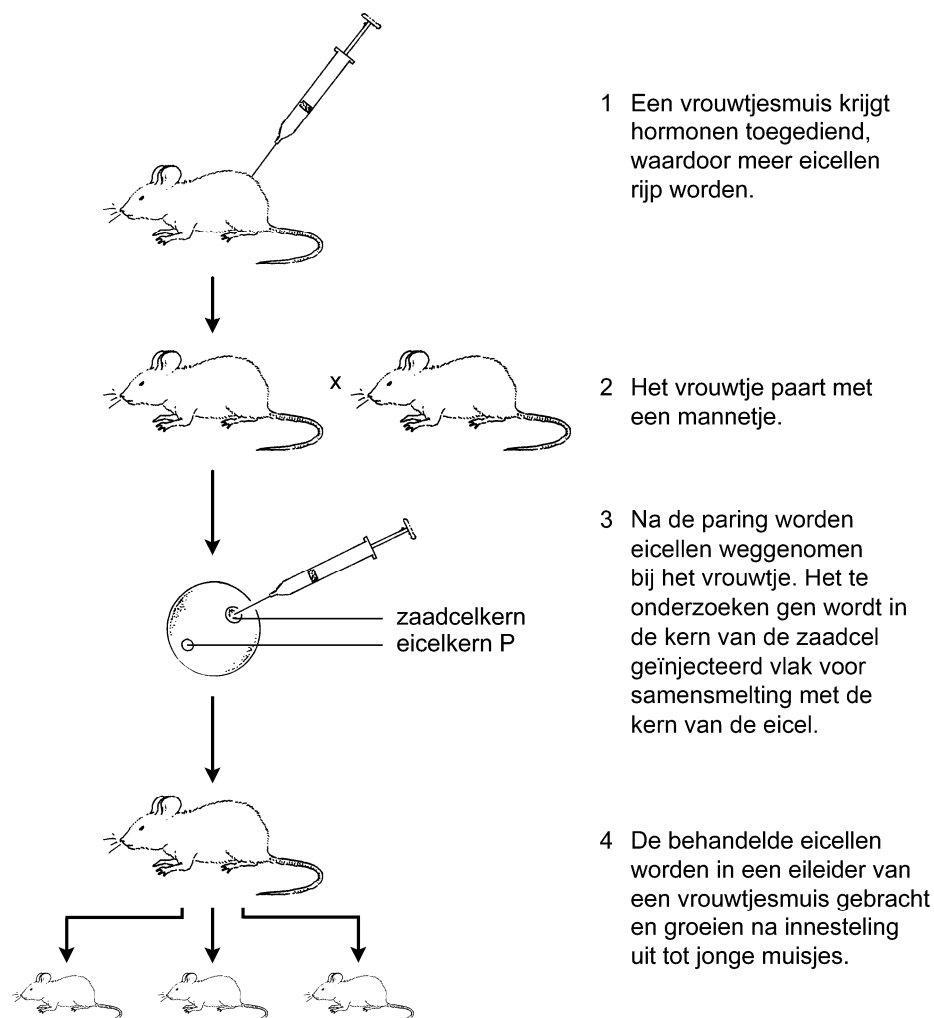 1 Een vrouwtjesmuis krijgt
hormonen toegediend,
waardoor meer eicellen
rijp worden.
x
2 Het vrouwtje paart met
een mannetje.
3 Na de paring worden
eicellen weggenomen
bij het vrouwtje. Het te
onderzoeken gen wordt in
de kern van de zaadcel
geïnjecteerd vlak voor
samensmelting met de
kern van de eicel.
zaadcelkern
eicelkern P
4 De behandelde eicellen
worden in een eileider van
een vrouwtjesmuis gebracht
en groeien na innesteling
uit tot jonge muisjes.